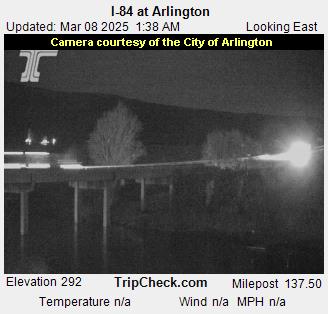 I-84 at Arlington
Updated: Mar 08 2025 1:38 AM Looking East
Camera courtesy of the City of Arlington
Elevation 292 TripCheck.com Milepost 137.50
Temperature n/a Wind n/a MPH n/a